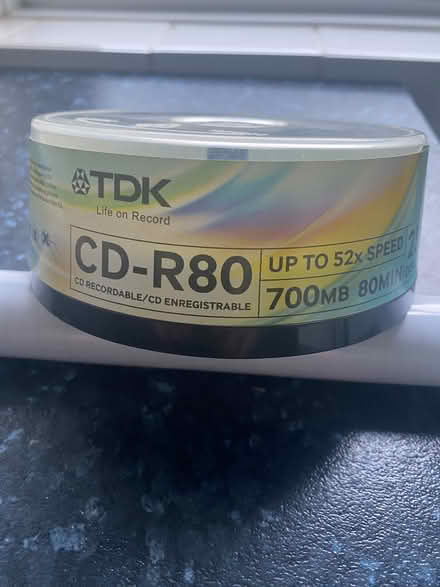 TDK
Life on Record
CD-R80
CD RECORDABLE/CD ENREGISTRABLE
UP TO 52x SPEED
700MB 80MIN